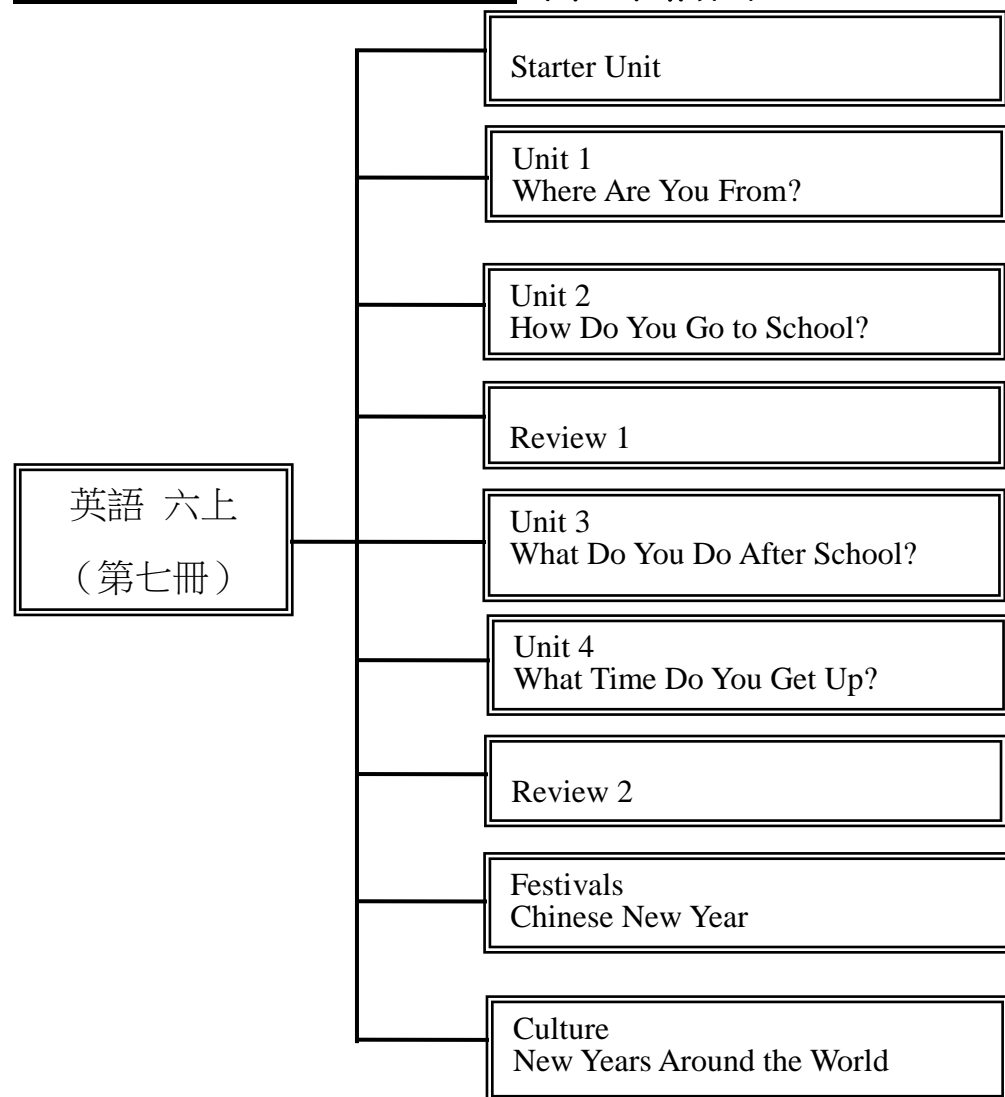 Starter Unit
Unit 1
Where Are You From?
Unit 2
How Do You Go to School?
Review 1
英語 六上
（第七冊）
Unit 3
What Do You Do After School?
Unit 4
What Time Do You Get Up?
Review 2
Festivals
Chinese New Year
Culture
New Years Around the World